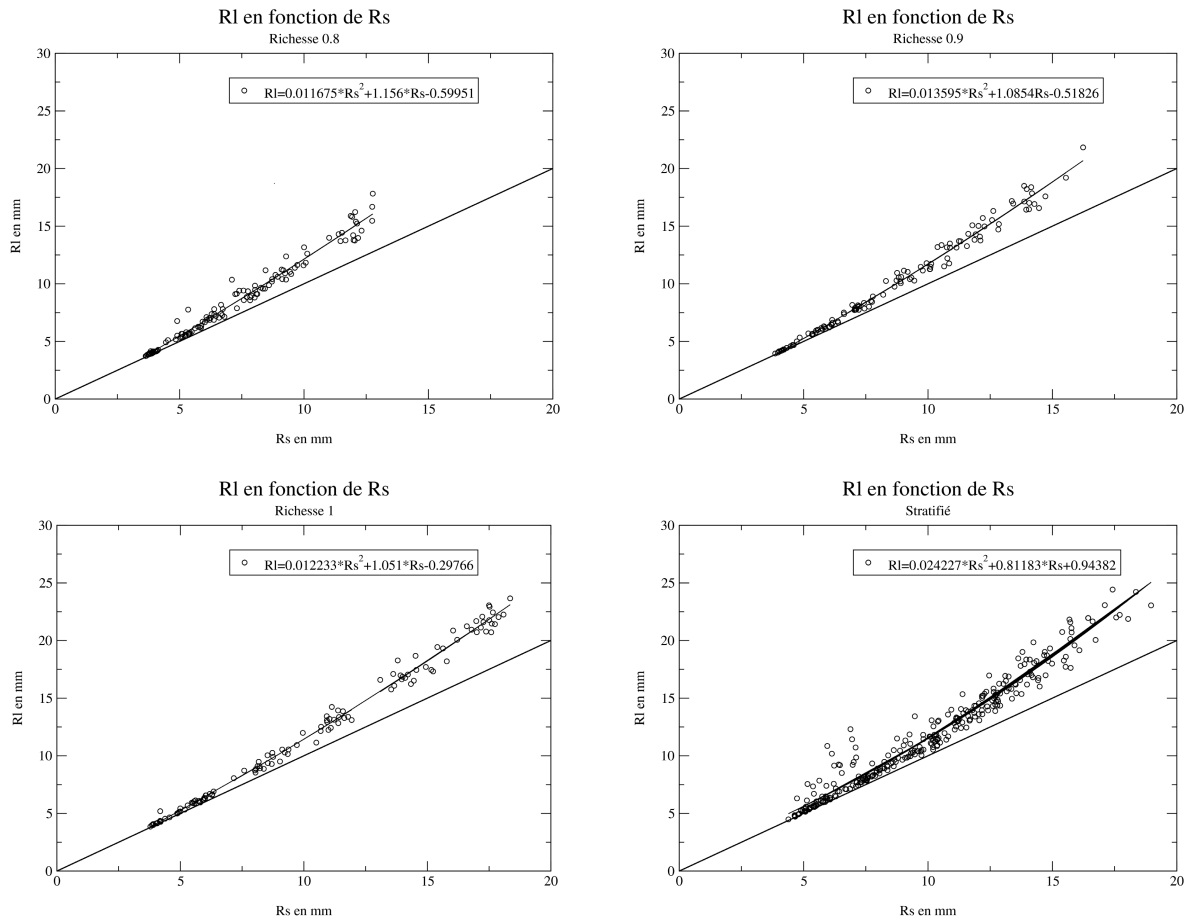 Rl en fonction de Rs
Richesse 0.8
30
25
20
15
10
5
0
Rl en mm
Rl=0.011675*Rs²+1.156*Rs-0.59951
0
5
10
15
20
Rs en mm
Rl en fonction de Rs
Richesse 0.9
30
25
20
15
10
5
0
Rl en mm
Rl=0.013595*Rs²+1.0854Rs-0.51826
0
5
10
15
20
Rs en mm
Rl en fonction de Rs
Richesse 1
30
25
20
15
10
5
0
Rl en mm
Rl=0.012233*Rs²+1.051*Rs-0.29766
0
5
10
15
20
Rs en mm
Rl en fonction de Rs
Stratifié
30
25
20
15
10
5
0
Rl en mm
Rl=0.024227*Rs²+0.81183*Rs+0.94382
0
5
10
15
20
Rs en mm